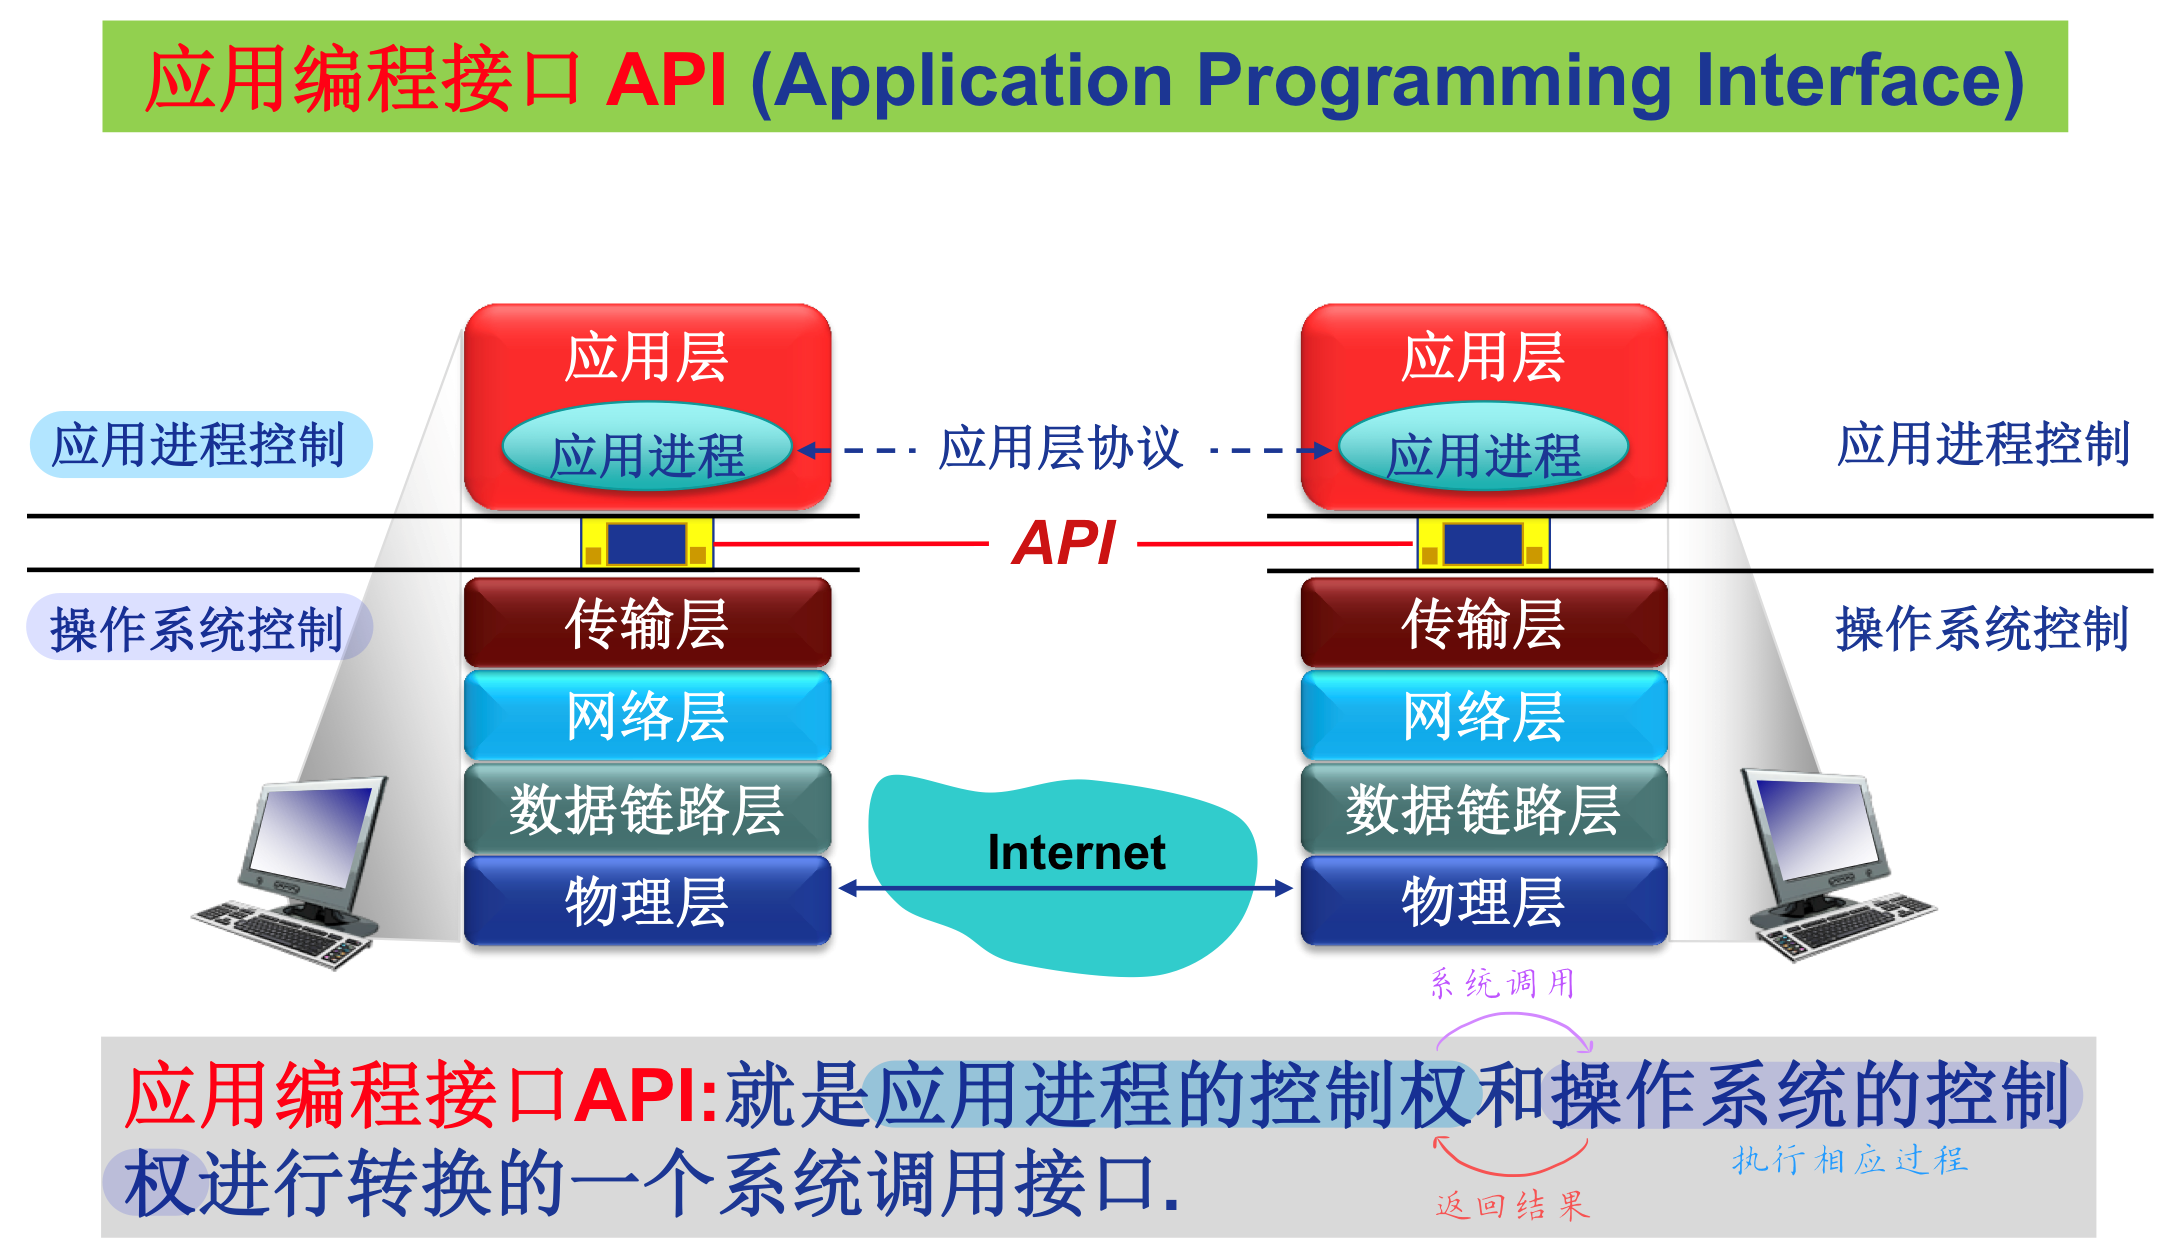 应用编程接口 API (Application Programming Interface)
应用层
应用层
应用进程控制
应用进程
应用层协议
应用进程
应用进程控制
API
操作系统控制
传输层
传输层
操作系统控制
网络层
网络层
数据链路层
数据链路层
Internet
物理层
物理层
系统调用
应用编程接口API:就是应用进程的控制权和操作系统的控制
权进行转换的一个系统调用接口.
执行相应过程
返回结果